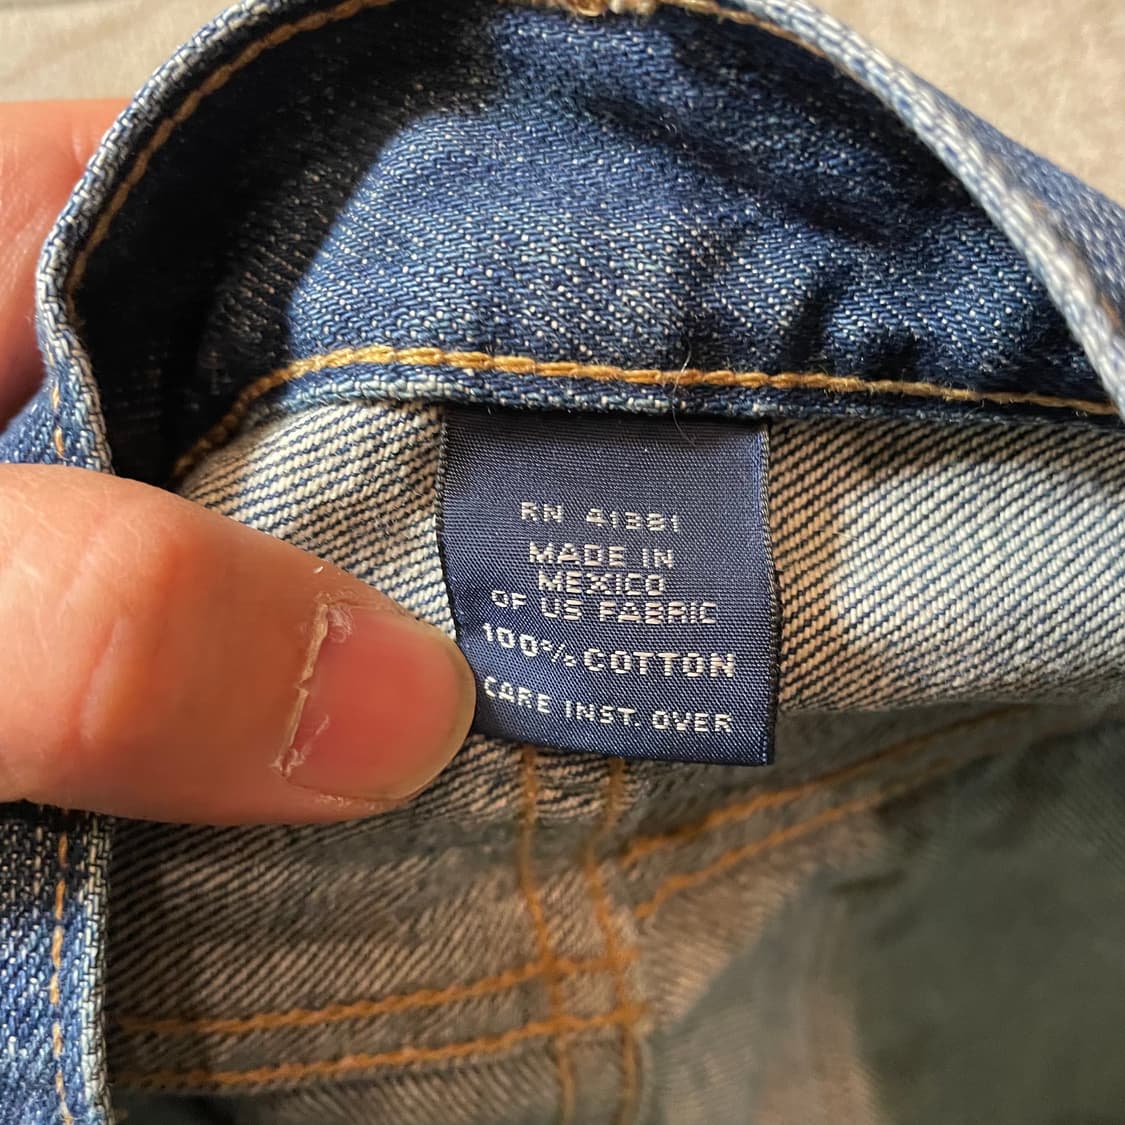 RN 41381
MADE IN
MEXICO
OF US FABRIC
100% COTTON
CARE INST. OVER